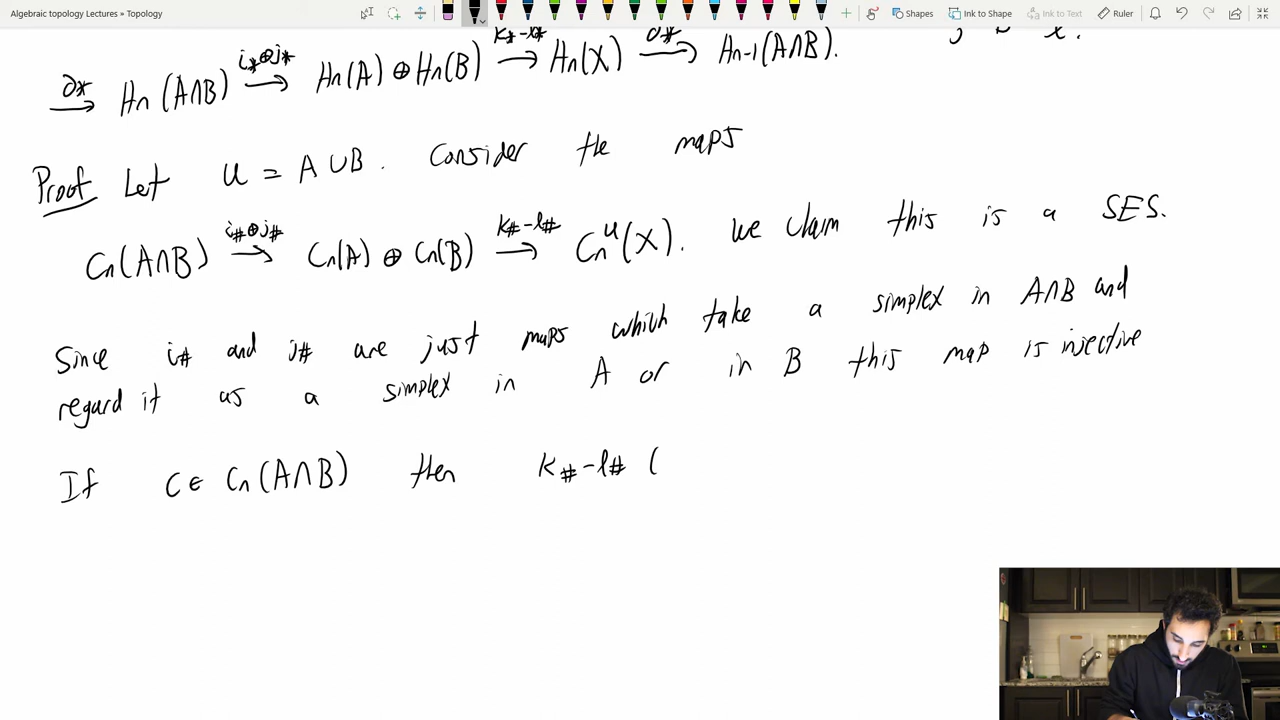 Algebraic topology Lectures » Topology
Shapes Ink to Shape Ink to Text Ruler
∂* → Hn(A∩B) i*⊕j* → Hn(A) ⊕ Hn(B) k*-l* → Hn(X) ∂* → Hn-1(A∩B).
Proof Let U = A ∪ B. Consider the maps
Cn(A∩B) i#⊕j# → Cn(A) ⊕ Cn(B) k#-l# → Cn^U(X). We claim this is a SES.
Since i# and j# are just maps which take a simplex in A∩B and
regard it as a simplex in A or in B this map is injective
If C ∈ Cn(A∩B) then k#-l# (